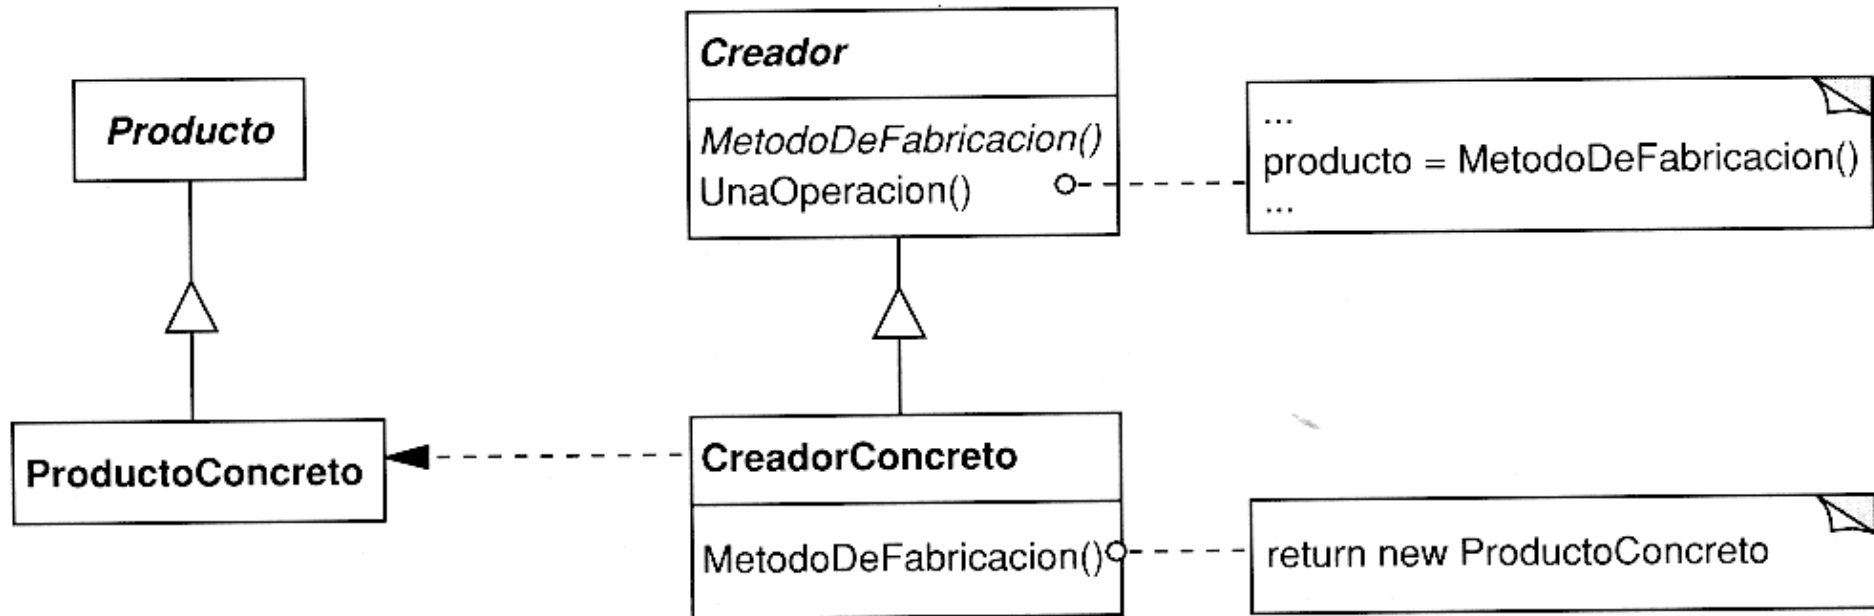 Producto
ProductoConcreto
Creador
MetodoDeFabricacion()
UnaOperacion()
...
producto = MetodoDeFabricacion()
...
CreadorConcreto
MetodoDeFabricacion()
return new ProductoConcreto